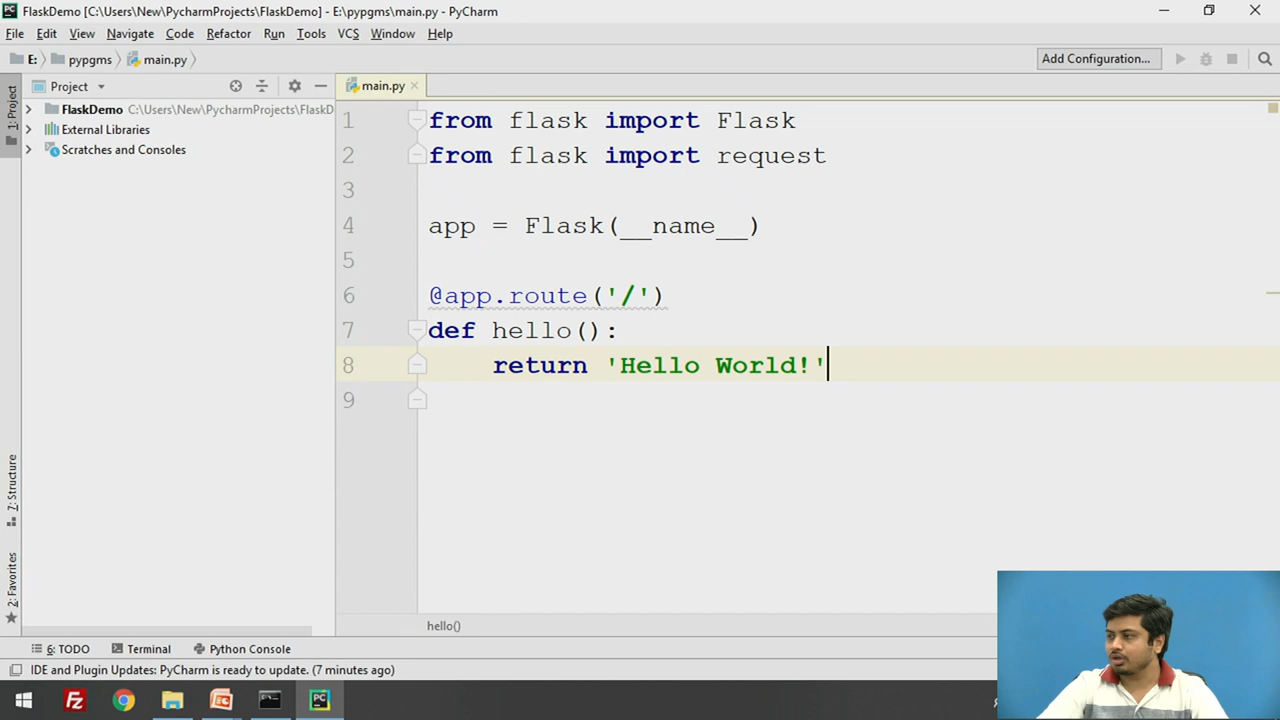 FlaskDemo [C:\Users\New\PycharmProjects\FlaskDemo] - E:\pypgms\main.py - PyCharm
File Edit View Navigate Code Refactor Run Tools VCS Window Help
E: pypgms main.py Add Configuration...
1: Project
Project
main.py
FlaskDemo C:\Users\New\PycharmProjects\FlaskD
External Libraries
Scratches and Consoles
1 from flask import Flask
2 from flask import request
3
4 app = Flask(__name__)
5
6 @app.route('/')
7 def hello():
8 return 'Hello World!'
9
7: Structure
2: Favorites
hello()
6: TODO Terminal Python Console
IDE and Plugin Updates: PyCharm is ready to update. (7 minutes ago)